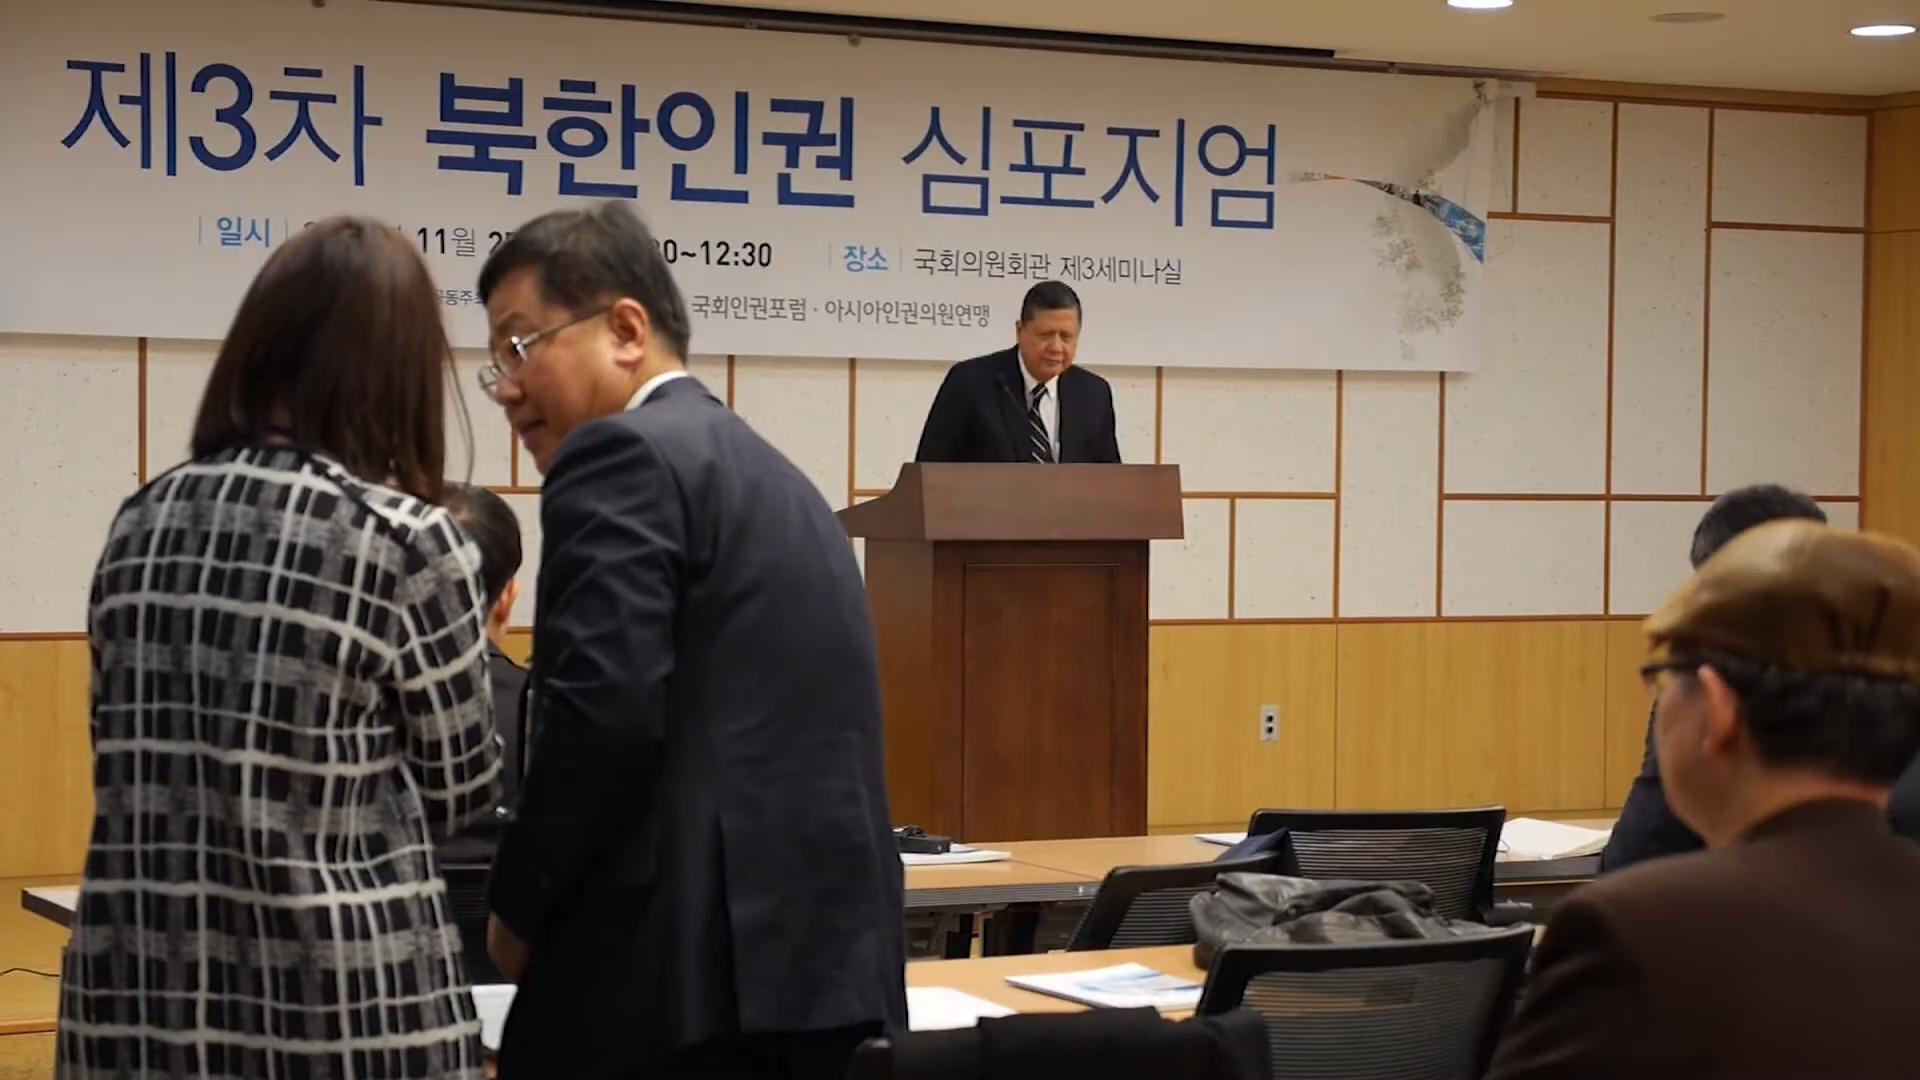 제3차 북한인권 심포지엄
일시 11월 ~12:30 장소 국회의원회관 제3세미나실
국회인권포럼 · 아시아인권의원연맹